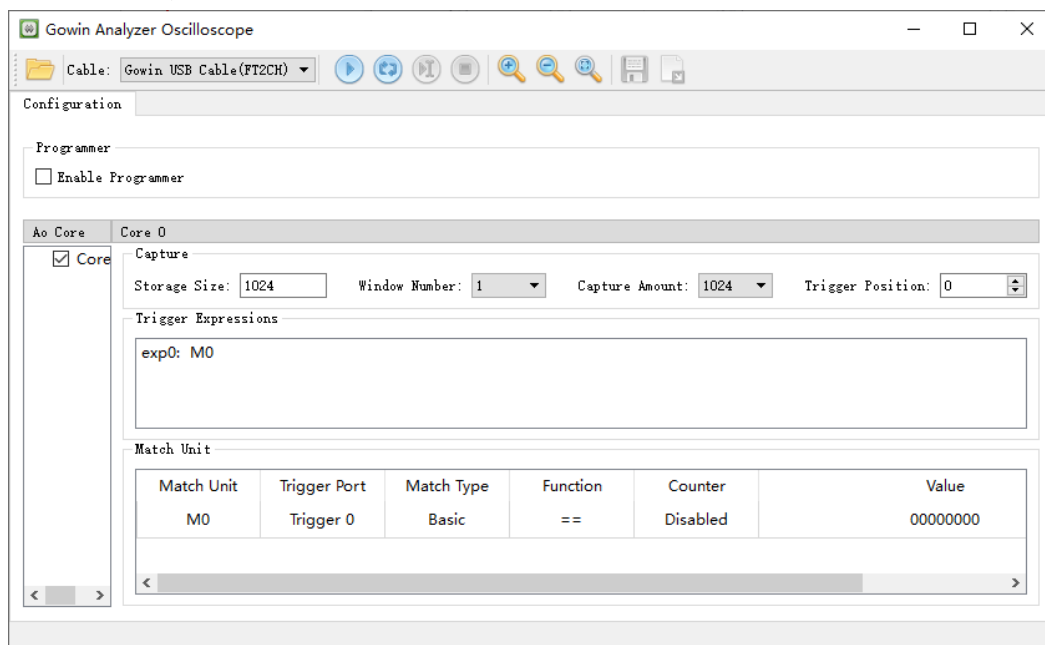 Gowin Analyzer Oscilloscope
Cable: Gowin USB Cable(FT2CH)
Configuration
Programmer
Enable Programmer
Ao Core Core 0
Core
Capture
Storage Size: 1024 Window Number: 1 Capture Amount: 1024 Trigger Position: 0
Trigger Expressions
exp0: M0
Match Unit
Match Unit Trigger Port Match Type Function Counter Value
M0 Trigger 0 Basic == Disabled 00000000